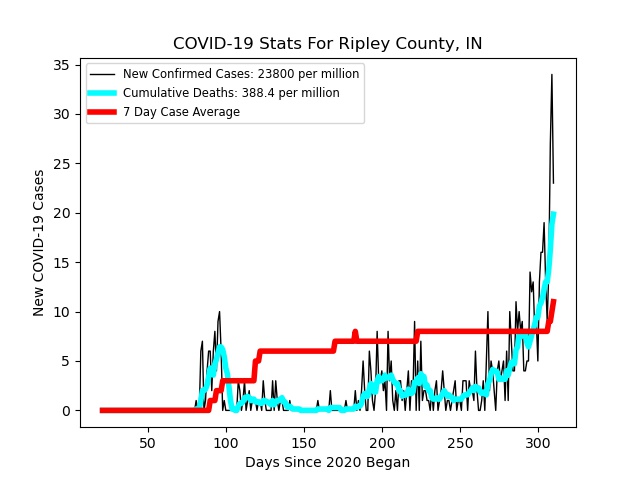 COVID-19 Stats For Ripley County, IN
New Confirmed Cases: 23800 per million
Cumulative Deaths: 388.4 per million
7 Day Case Average
35
30
25
20
15
10
5
0
New COVID-19 Cases
50 100 150 200 250 300
Days Since 2020 Began